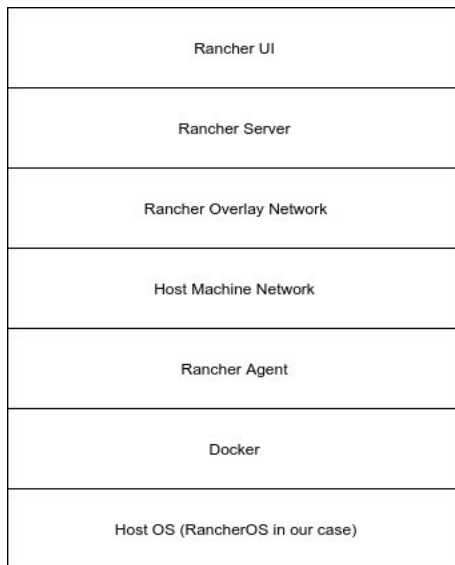 Rancher UI
Rancher Server
Rancher Overlay Network
Host Machine Network
Rancher Agent
Docker
Host OS (RancherOS in our case)